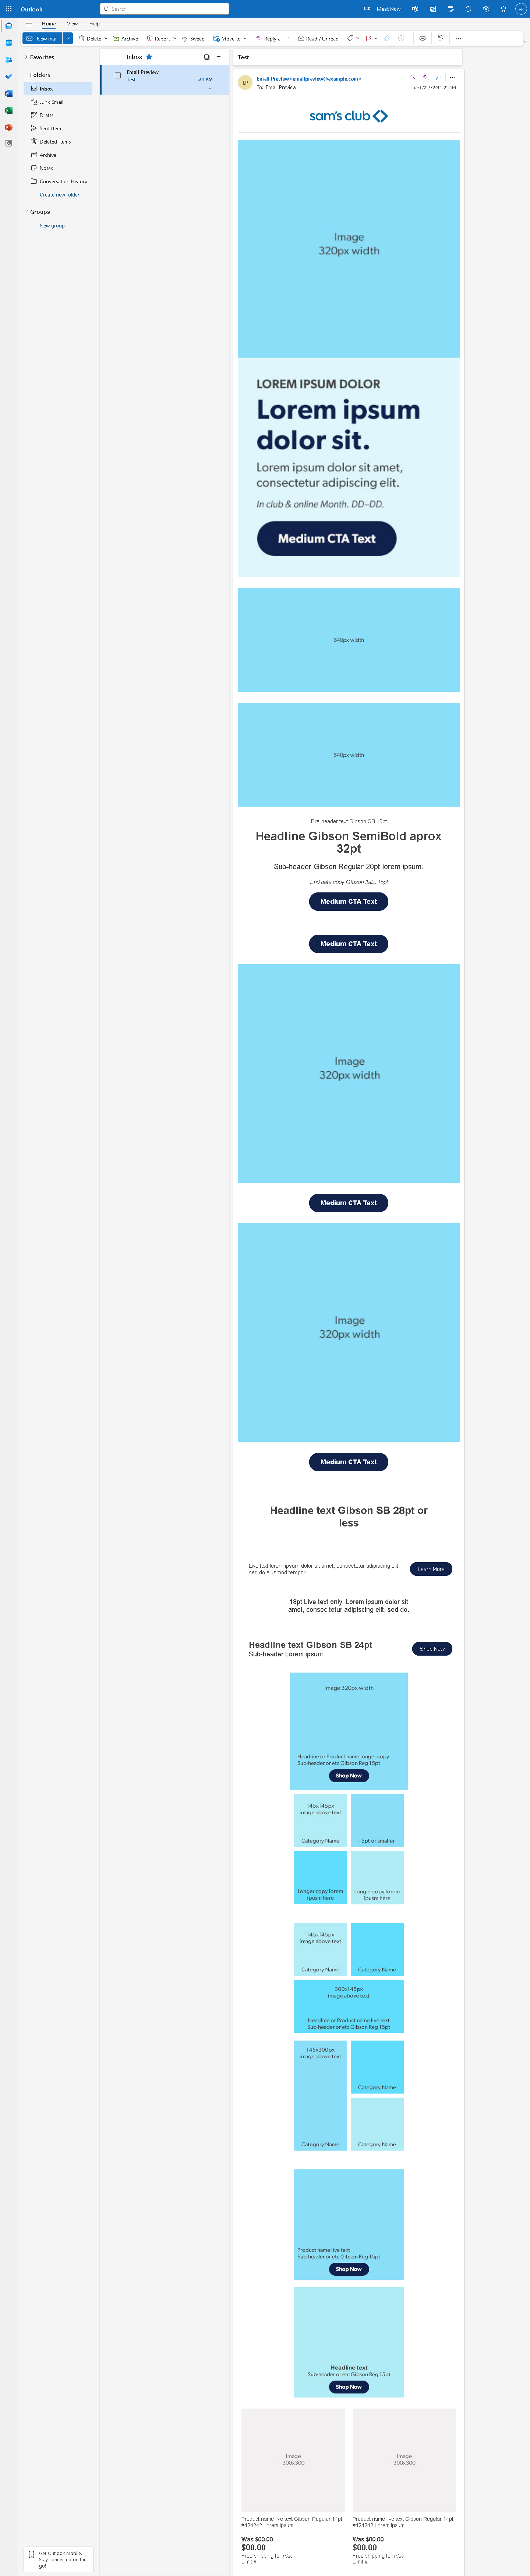 Outlook
Search
Meet Now
EP
Home View Help
New mail Delete Archive Report Sweep Move to Reply all Read / Unread
Favorites
Folders
Inbox
Junk Email
Drafts
Sent Items
Deleted Items
Archive
Notes
Conversation History
Create new folder
Groups
New group
Get Outlook mobile.
Stay connected on the
go!
Inbox
Email Preview
Test
5:01 AM
Test
EP
Email Preview<emailpreview@example.com>
To: Email Preview
Tue 6/25/2024 5:01 AM
sam's club
Image
320px width
LOREM IPSUM DOLOR
Lorem ipsum
dolor sit.
Lorem ipsum dolor sit amet,
consectetur adipiscing elit.
In club & online Month. DD–DD.
Medium CTA Text
640px width
640px width
Pre-header text Gibson SB 15pt
Headline Gibson SemiBold aprox
32pt
Sub-header Gibson Regular 20pt lorem ipsum.
End date copy Gibson Italic 15pt
Medium CTA Text
Medium CTA Text
Image
320px width
Medium CTA Text
Image
320px width
Medium CTA Text
Headline text Gibson SB 28pt or
less
Live text lorem ipsum dolor sit amet, consectetur adipiscing elit,
sed do eiusmod tempor.
Learn More
18pt Live text only. Lorem ipsum dolor sit
amet, consec tetur adipiscing elit, sed do.
Headline text Gibson SB 24pt
Sub-header Lorem ipsum
Shop Now
Image 320px width
Headline or Product name longer copy
Sub-header or etc Gibson Reg 15pt
Shop Now
145x145px
image above text
Category Name
15pt or smaller
Longer copy lorem
ipsum here
Longer copy lorem
ipsum here
145x145px
image above text
Category Name
Category Name
300x145px
image above text
Headline or Product name live text
Sub-header or etc Gibson Reg 15pt
145x300px
image above text
Category Name
Category Name
Category Name
Product name live text
Sub-header or etc Gibson Reg 15pt
Shop Now
Headline text
Sub-header or etc Gibson Reg 15pt
Shop Now
Image
300x300
Image
300x300
Product name live text Gibson Regular 14pt
#424242 Lorem ipsum
Was $00.00
$00.00
Free shipping for Plus
Limit #
Product name live text Gibson Regular 14pt
#424242 Lorem ipsum
Was $00.00
$00.00
Free shipping for Plus
Limit #